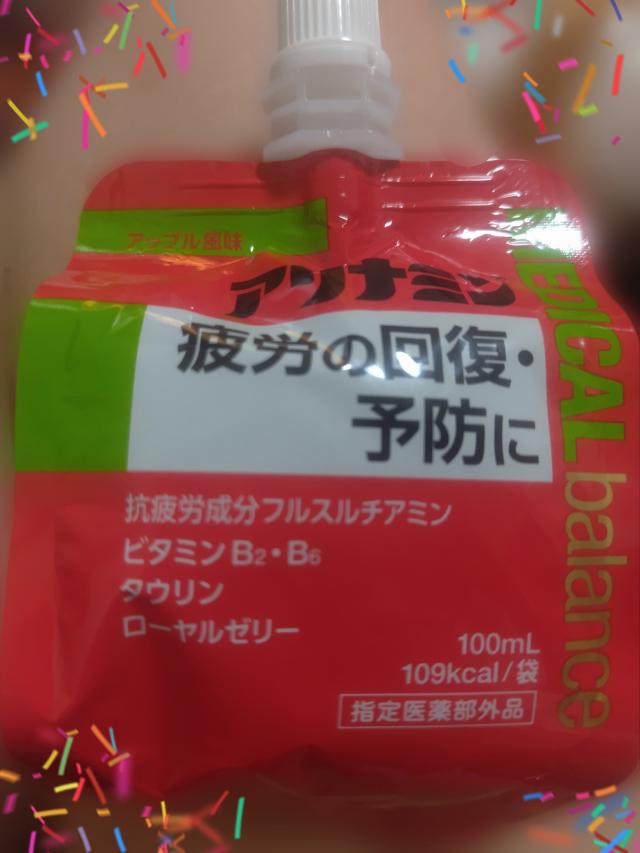 アップル風味
アリナミン
MEDICAL balance
疲労の回復・
予防に
抗疲労成分フルスルチアミン
ビタミンB2・B6
タウリン
ローヤルゼリー
100mL
109kcal/袋
指定医薬部外品